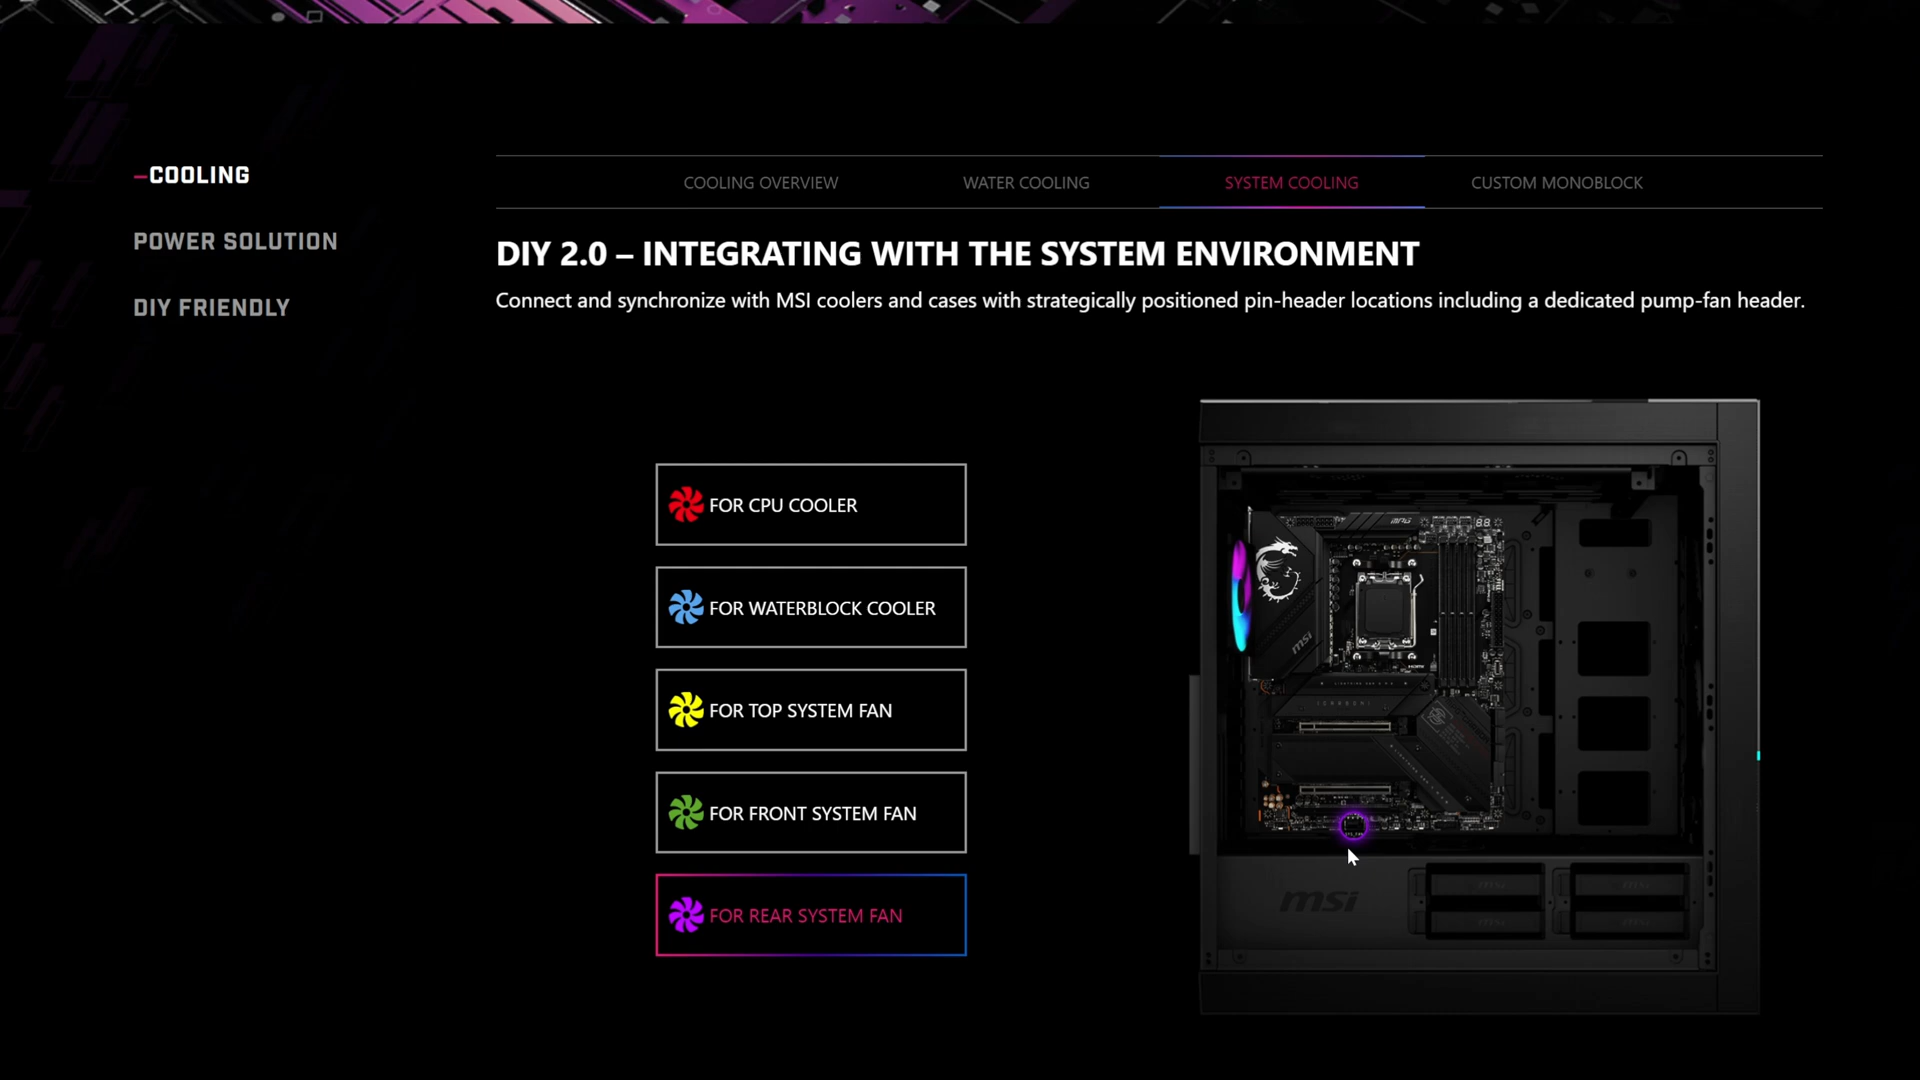 –COOLING
POWER SOLUTION
DIY FRIENDLY
COOLING OVERVIEW
WATER COOLING
SYSTEM COOLING
CUSTOM MONOBLOCK
DIY 2.0 – INTEGRATING WITH THE SYSTEM ENVIRONMENT
Connect and synchronize with MSI coolers and cases with strategically positioned pin-header locations including a dedicated pump-fan header.
FOR CPU COOLER
FOR WATERBLOCK COOLER
FOR TOP SYSTEM FAN
FOR FRONT SYSTEM FAN
FOR REAR SYSTEM FAN
MPG
88
msi
msi